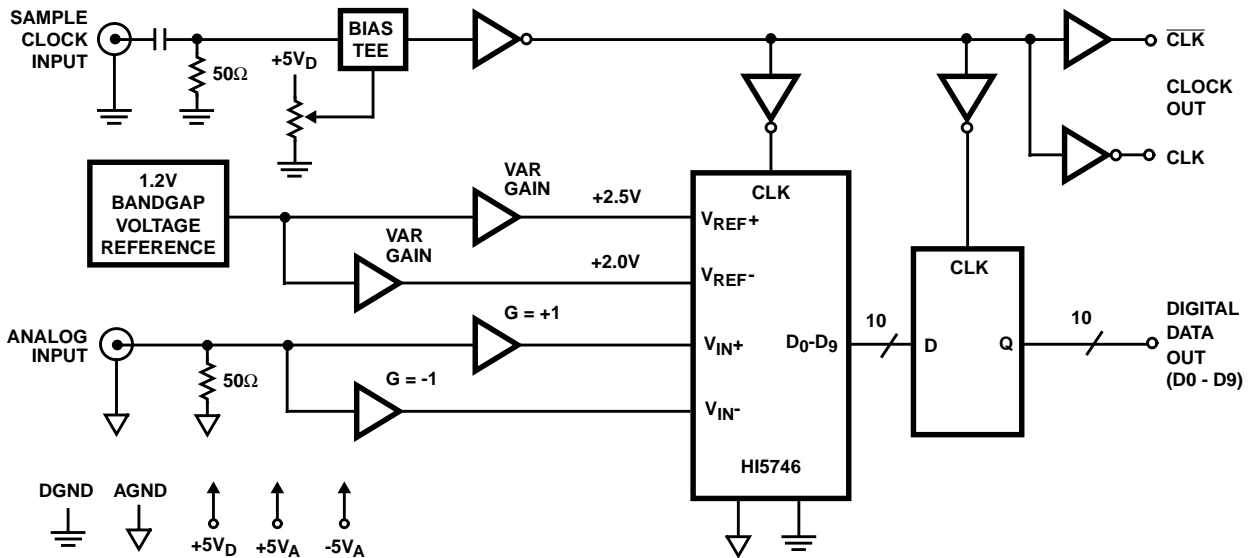 SAMPLE
CLOCK
INPUT
50Ω
+5VD
BIAS
TEE
CLK
CLOCK
OUT
CLK
1.2V
BANDGAP
VOLTAGE
REFERENCE
VAR
GAIN
+2.5V
VAR
GAIN
+2.0V
CLK
VREF+
VREF-
VIN+
VIN-
D0-D9
HI5746
CLK
D
Q
10
10
DIGITAL
DATA
OUT
(D0 - D9)
ANALOG
INPUT
50Ω
G = +1
G = -1
DGND
AGND
+5VD
+5VA
-5VA